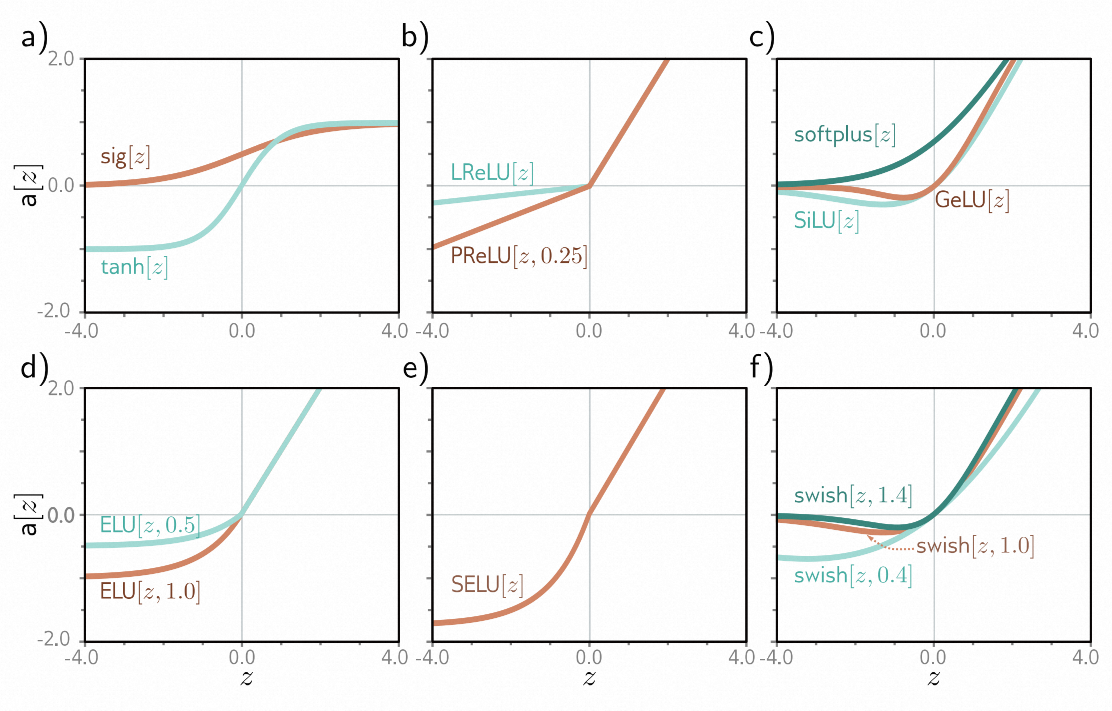 a)
b)
c)
2.0
0.0
-2.0
a[z]
sig[z]
tanh[z]
-4.0
0.0
4.0
LReLU[z]
PReLU[z, 0.25]
-4.0
0.0
4.0
softplus[z]
GeLU[z]
SiLU[z]
-4.0
0.0
4.0
d)
e)
f)
2.0
0.0
-2.0
a[z]
ELU[z, 0.5]
ELU[z, 1.0]
-4.0
0.0
4.0
z
SELU[z]
-4.0
0.0
4.0
z
swish[z, 1.4]
swish[z, 1.0]
swish[z, 0.4]
-4.0
0.0
4.0
z